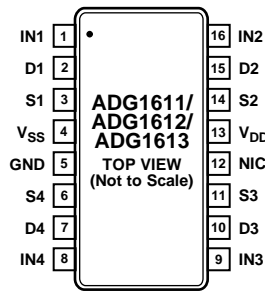 IN1 1 16 IN2
D1 2 15 D2
S1 3 14 S2
ADG1611/
VSS 4 ADG1612/ 13 VDD
ADG1613
GND 5 TOP VIEW 12 NIC
(Not to Scale)
S4 6 11 S3
D4 7 10 D3
IN4 8 9 IN3